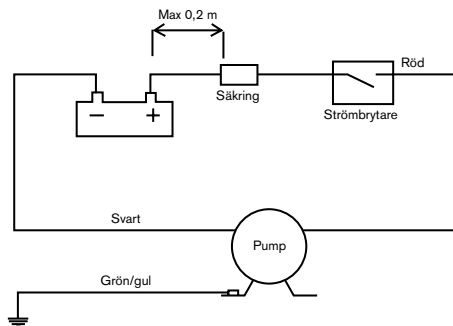 Max 0,2 m
Röd
Säkring
Strömbrytare
− +
Svart
Pump
Grön/gul